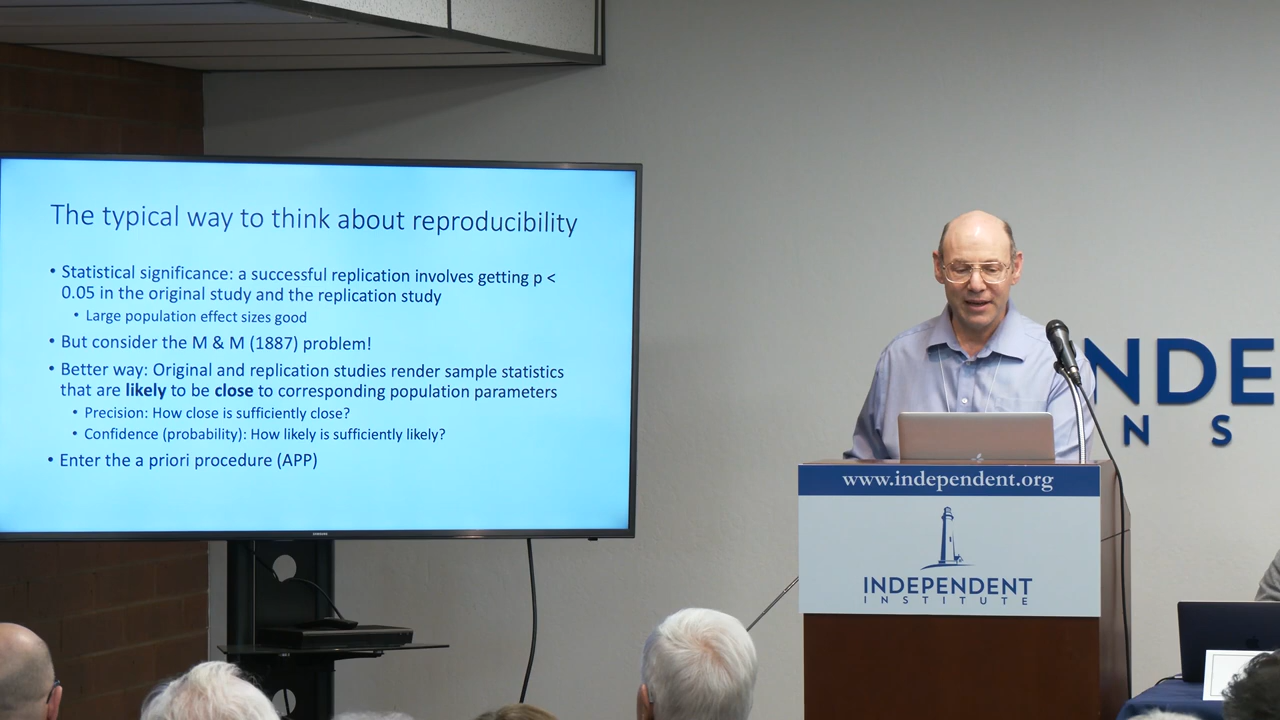 The typical way to think about reproducibility
• Statistical significance: a successful replication involves getting p <
0.05 in the original study and the replication study
• Large population effect sizes good
• But consider the M & M (1887) problem!
• Better way: Original and replication studies render sample statistics
that are likely to be close to corresponding population parameters
• Precision: How close is sufficiently close?
• Confidence (probability): How likely is sufficiently likely?
• Enter the a priori procedure (APP)
SAMSUNG
NDE
N S
www.independent.org
INDEPENDENT
INSTITUTE